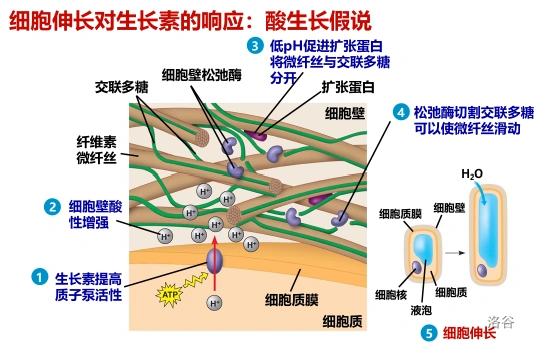 细胞伸长对生长素的响应：酸生长假说
3 低pH促进扩张蛋白
将微纤丝与交联多糖
分开
细胞壁松弛酶
交联多糖
扩张蛋白
细胞壁
4 松弛酶切割交联多糖
可以使微纤丝滑动
纤维素
微纤丝
H₂O
2 细胞壁酸
性增强
H⁺
H⁺
H⁺
H⁺
H⁺
H⁺
H⁺
H⁺
H⁺
细胞质膜
细胞壁
1 生长素提高
质子泵活性
ATP
H⁺
细胞质膜
细胞质
细胞核
液泡
细胞质
洛谷
5 细胞伸长